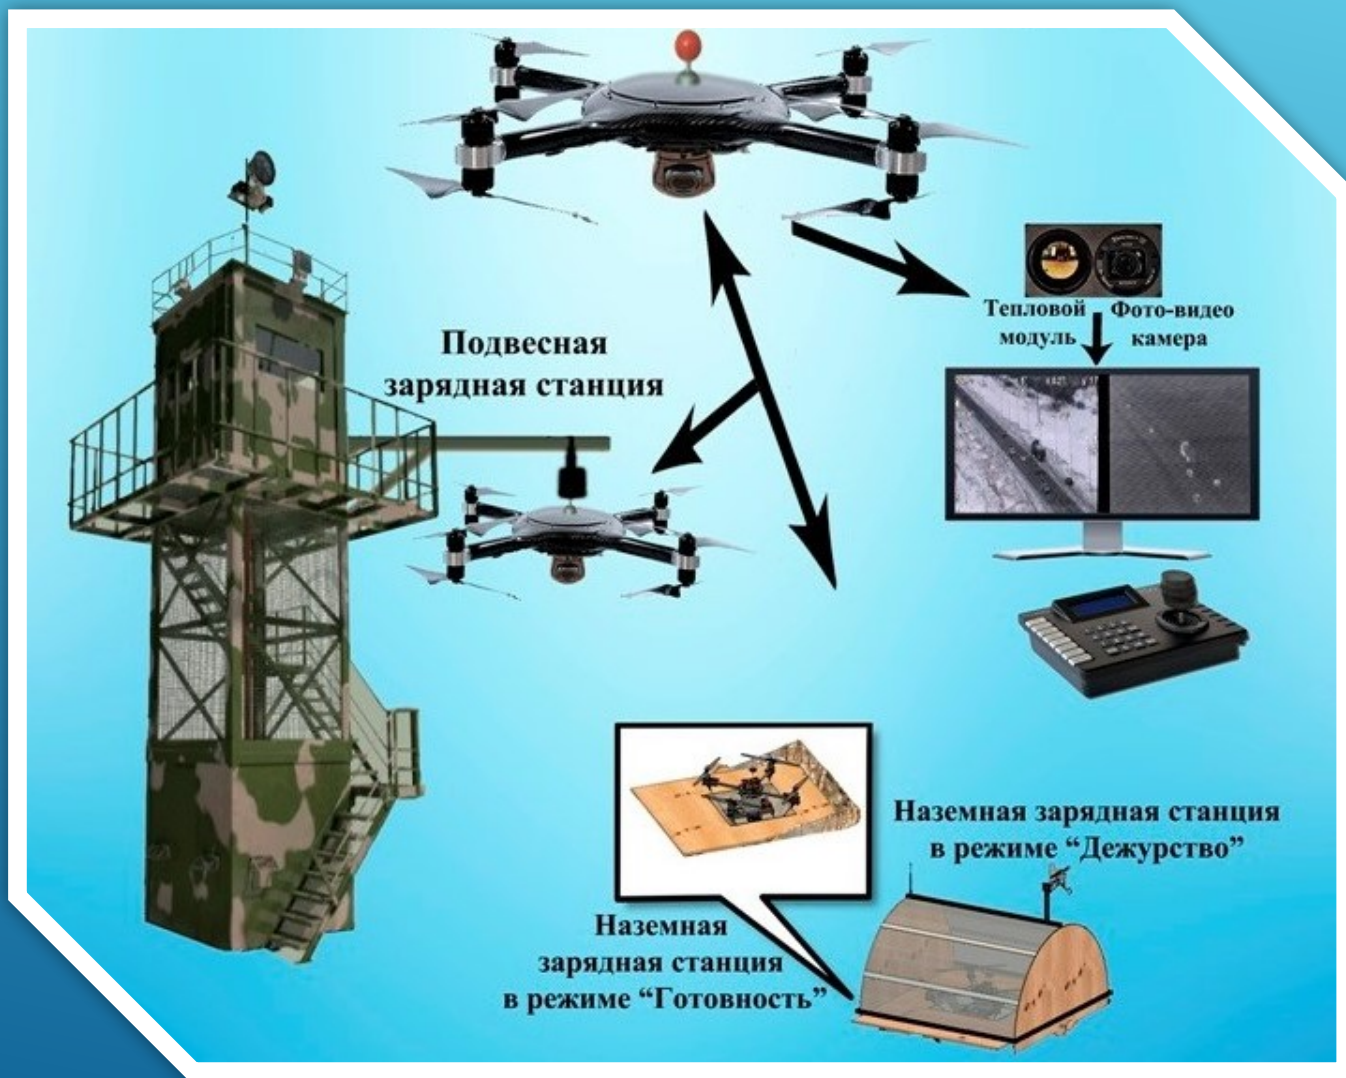 Тепловой
модуль
Фото-видео
камера
Подвесная
зарядная станция
Наземная зарядная станция
в режиме “Дежурство”
Наземная
зарядная станция
в режиме “Готовность”